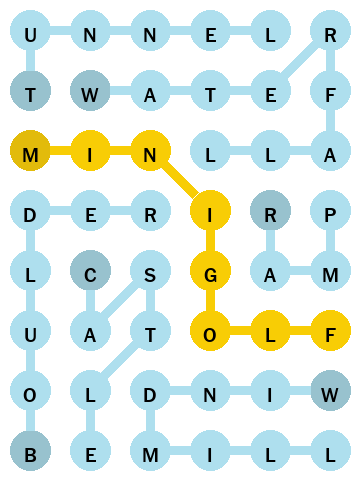 U N N E L R
T W A T E F
M I N L L A
D E R I R P
L C S G A M
U A T O L F
O L D N I W
B E M I L L